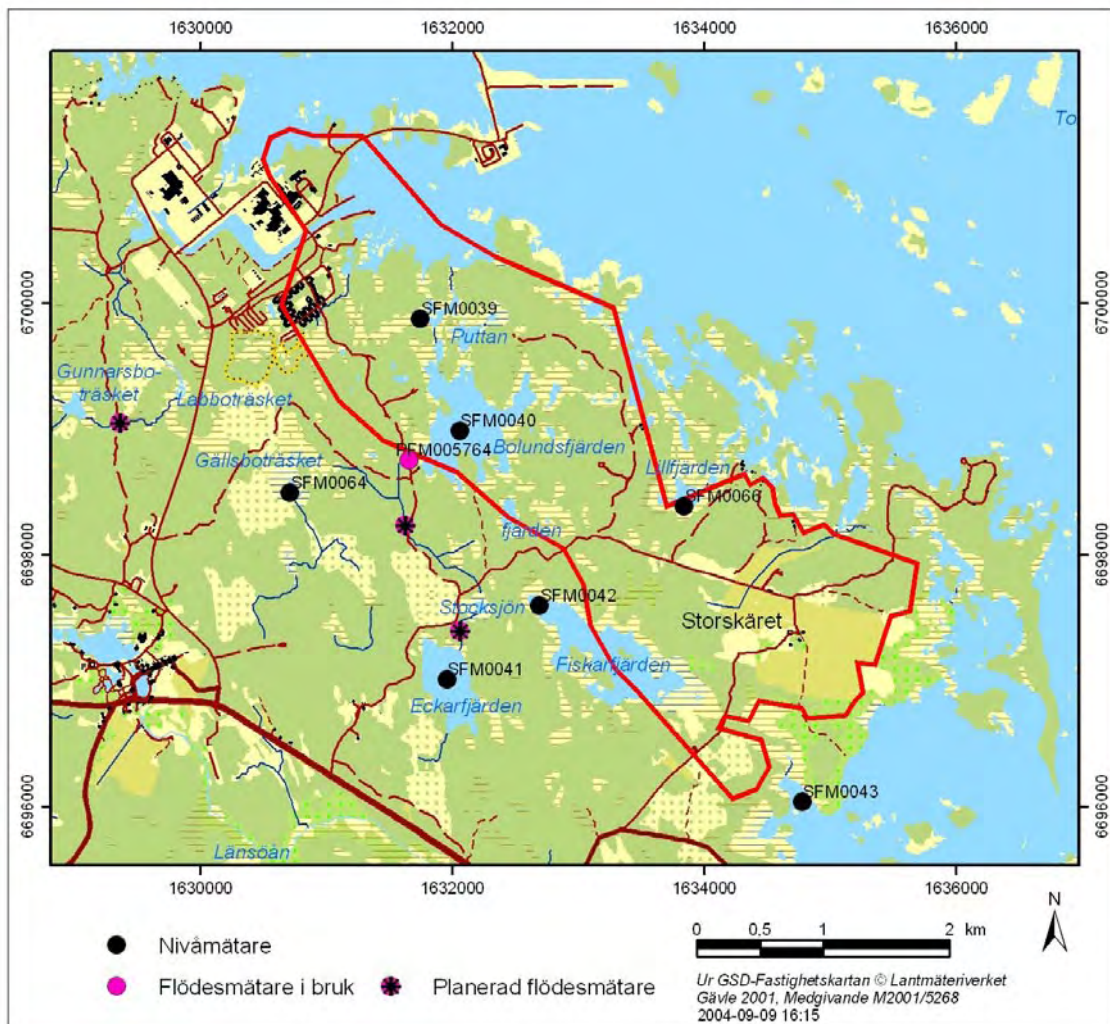 1630000 1632000 1634000 1636000
To
6700000
6700000
SFM0039
Puttan
Gunnarsbo-
träsket
Labboträsket
SFM0040
Bolundsfjärden
PFM005764
Gällsboträsket
Lillfjärden
SFM0064
SFM0066
fjärden
6698000
6698000
SFM0042
Stocksjön
Storskäret
SFM0041
Fiskarfjärden
Eckarfjärden
SFM0043
6696000
6696000
Länsöån
1630000 1632000 1634000 1636000
N
Nivåmätare
0 0.5 1 2 km
Flödesmätare i bruk
Planerad flödesmätare
Ur GSD-Fastighetskartan © Lantmäteriverket
Gävle 2001, Medgivande M2001/5268
2004-09-09 16:15